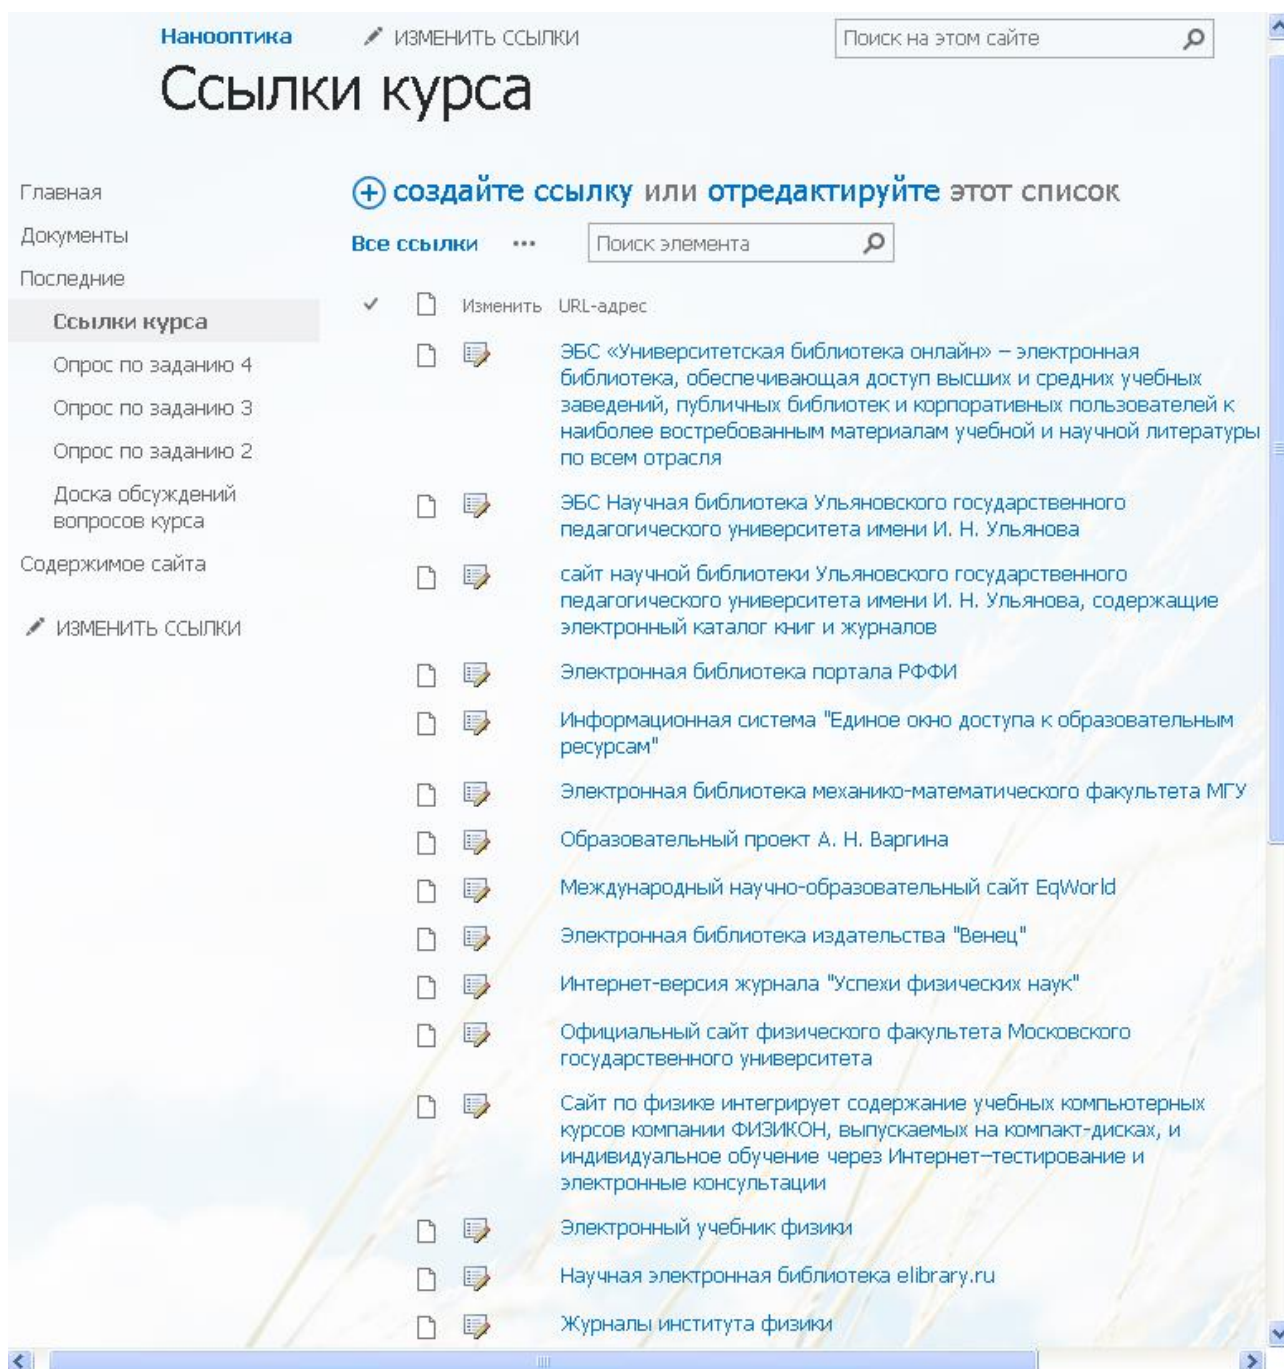 Нанооптика ИЗМЕНИТЬ ССЫЛКИ Поиск на этом сайте
Ссылки курса
Главная
Документы
Последние
Ссылки курса
Опрос по заданию 4
Опрос по заданию 3
Опрос по заданию 2
Доска обсуждений
вопросов курса
Содержимое сайта
ИЗМЕНИТЬ ССЫЛКИ
создайте ссылку или отредактируйте этот список
Все ссылки ••• Поиск элемента
Изменить URL-адрес
ЭБС «Университетская библиотека онлайн» – электронная
библиотека, обеспечивающая доступ высших и средних учебных
заведений, публичных библиотек и корпоративных пользователей к
наиболее востребованным материалам учебной и научной литературы
по всем отрасля
ЭБС Научная библиотека Ульяновского государственного
педагогического университета имени И. Н. Ульянова
сайт научной библиотеки Ульяновского государственного
педагогического университета имени И. Н. Ульянова, содержащие
электронный каталог книг и журналов
Электронная библиотека портала РФФИ
Информационная система "Единое окно доступа к образовательным
ресурсам"
Электронная библиотека механико-математического факультета МГУ
Образовательный проект А. Н. Варгина
Международный научно-образовательный сайт EqWorld
Электронная библиотека издательства "Венец"
Интернет-версия журнала "Успехи физических наук"
Официальный сайт физического факультета Московского
государственного университета
Сайт по физике интегрирует содержание учебных компьютерных
курсов компании ФИЗИКОН, выпускаемых на компакт-дисках, и
индивидуальное обучение через Интернет–тестирование и
электронные консультации
Электронный учебник физики
Научная электронная библиотека elibrary.ru
Журналы института физики